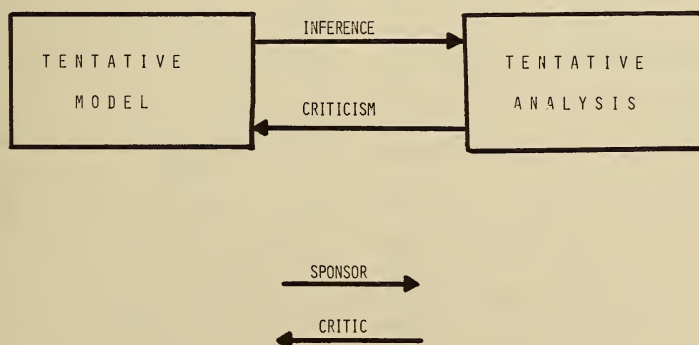 INFERENCE
TENTATIVE
MODEL
TENTATIVE
ANALYSIS
CRITICISM
SPONSOR
CRITIC